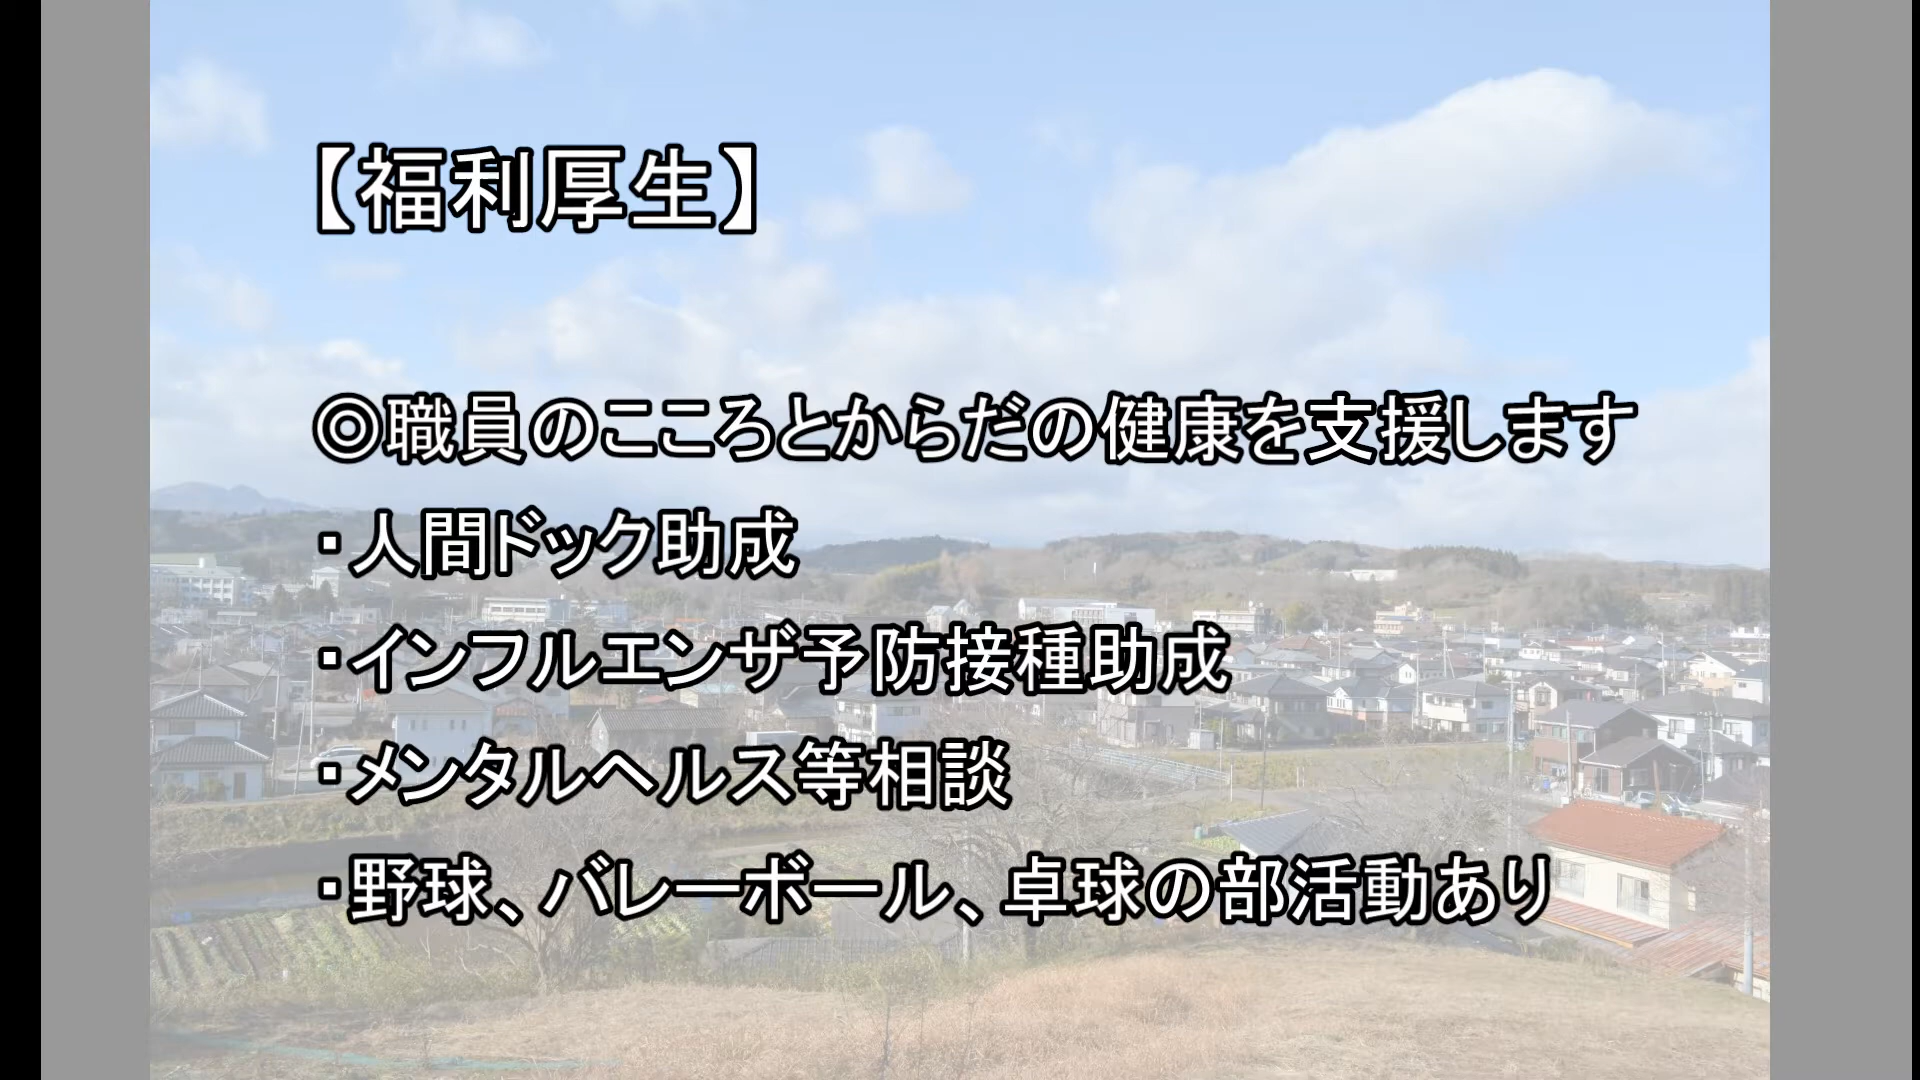 【福利厚生】
◎職員のこころとからだの健康を支援します
・人間ドック助成
・インフルエンザ予防接種助成
・メンタルヘルス等相談
・野球、バレーボール、卓球の部活動あり